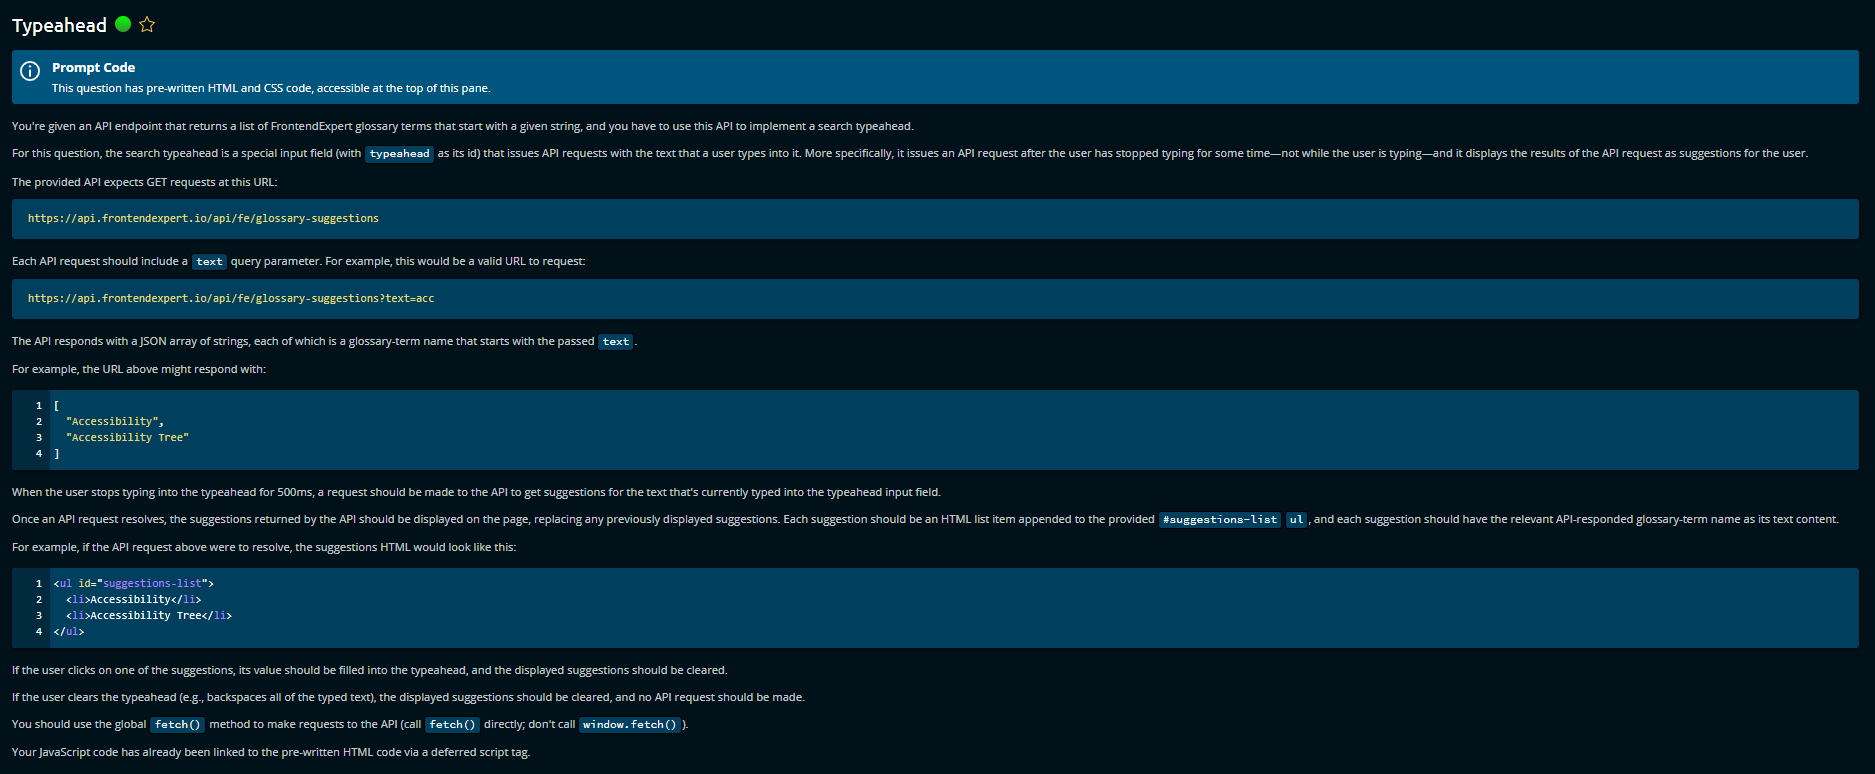 Typeahead
Prompt Code
This question has pre-written HTML and CSS code, accessible at the top of this pane.
You're given an API endpoint that returns a list of FrontendExpert glossary terms that start with a given string, and you have to use this API to implement a search typeahead.
For this question, the search typeahead is a special input field (with typeahead as its id) that issues API requests with the text that a user types into it. More specifically, it issues an API request after the user has stopped typing for some time—not while the user is typing—and it displays the results of the API request as suggestions for the user.
The provided API expects GET requests at this URL:
https://api.frontendexpert.io/api/fe/glossary-suggestions
Each API request should include a text query parameter. For example, this would be a valid URL to request:
https://api.frontendexpert.io/api/fe/glossary-suggestions?text=acc
The API responds with a JSON array of strings, each of which is a glossary-term name that starts with the passed text .
For example, the URL above might respond with:
1 [
2   "Accessibility",
3   "Accessibility Tree"
4 ]
When the user stops typing into the typeahead for 500ms, a request should be made to the API to get suggestions for the text that's currently typed into the typeahead input field.
Once an API request resolves, the suggestions returned by the API should be displayed on the page, replacing any previously displayed suggestions. Each suggestion should be an HTML list item appended to the provided #suggestions-list ul , and each suggestion should have the relevant API-responded glossary-term name as its text content.
For example, if the API request above were to resolve, the suggestions HTML would look like this:
1 <ul id="suggestions-list">
2   <li>Accessibility</li>
3   <li>Accessibility Tree</li>
4 </ul>
If the user clicks on one of the suggestions, its value should be filled into the typeahead, and the displayed suggestions should be cleared.
If the user clears the typeahead (e.g., backspaces all of the typed text), the displayed suggestions should be cleared, and no API request should be made.
You should use the global fetch() method to make requests to the API (call fetch() directly; don't call window.fetch() ).
Your JavaScript code has already been linked to the pre-written HTML code via a deferred script tag.